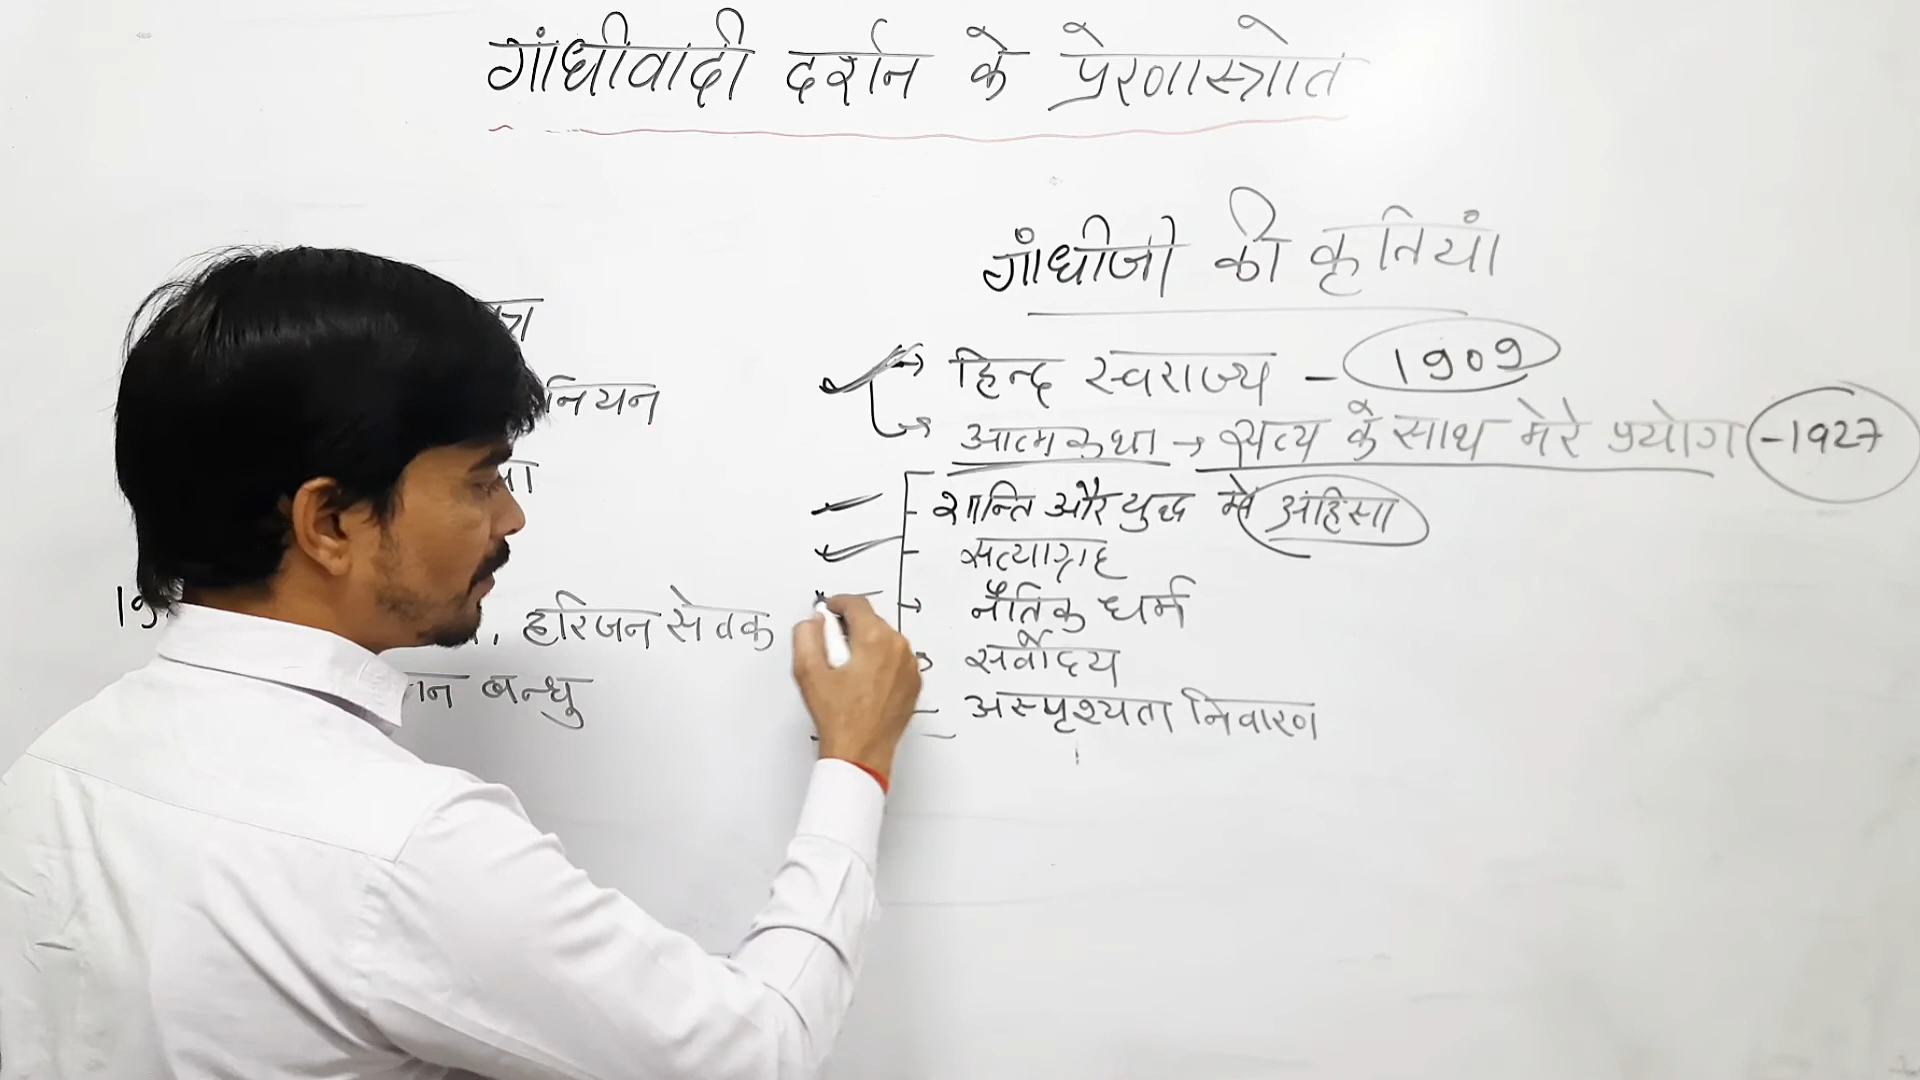 गांधीवादी दर्शन के प्रेरणास्त्रोत
गांधीजी की कृतियां
हिन्द स्वराज्य - 1909
आत्मकथा → सत्य के साथ मेरे प्रयोग - 1927
शान्ति और युद्ध में अहिंसा
सत्याग्रह
नैतिक धर्म
सर्वोदय
अस्पृश्यता निवारण
नियन
हरिजन सेवक
बन्धु